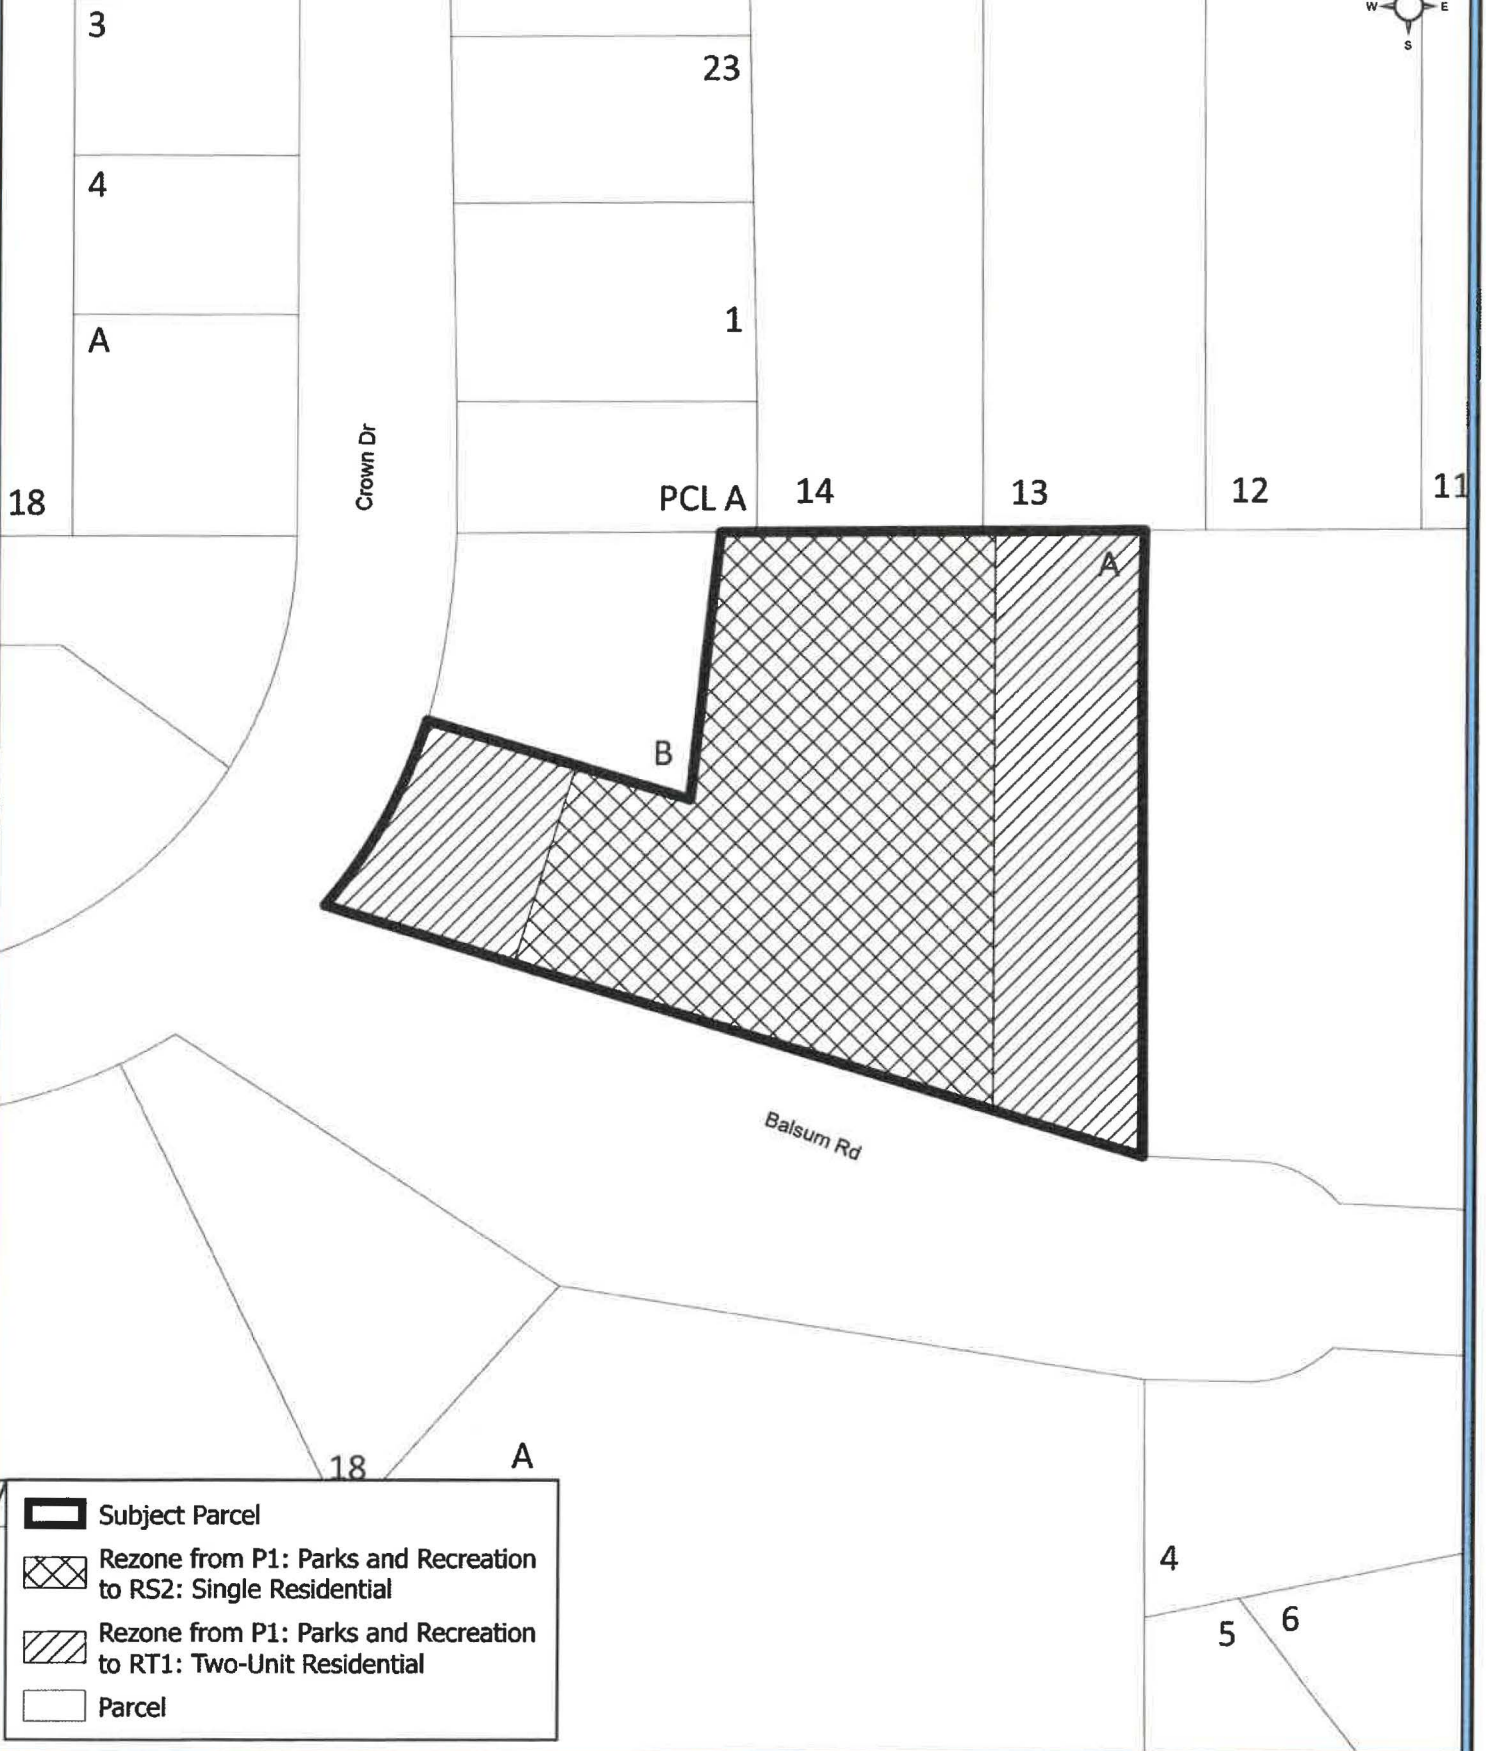 W E
S
3
23
4
1
A
Crown Dr
18
PCL A
14
13
12
11
A
B
Balsum Rd
18
A
4
5
6
Subject Parcel
Rezone from P1: Parks and Recreation
to RS2: Single Residential
Rezone from P1: Parks and Recreation
to RT1: Two-Unit Residential
Parcel